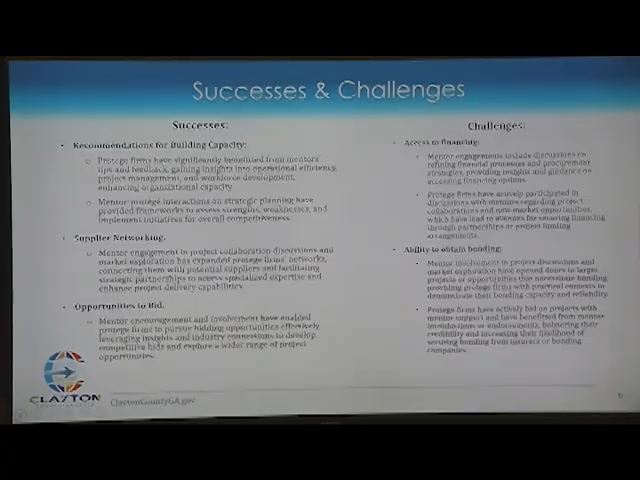 Successes & Challenges
Successes:
• Recommendations for Building Capacity:
o Protege firms have significantly benefited from mentors
tips and feedback, gaining insights into operational efficiency,
project management, and workforce development,
enhancing organizational capacity
o Mentor-protege interactions on strategic planning have
provided frameworks to assess strengths, weaknesses, and
implement initiatives for overall competitiveness.
• Supplier Networking.
o Mentor engagement in project collaboration discussions and
market exploration has expanded protege firms' networks,
connecting them with potential suppliers and facilitating
strategic partnerships to access specialized expertise and
enhance project delivery capabilities
• Opportunities to Bid.
o Mentor encouragement and involvement have enabled
protege firms to pursue bidding opportunities effectively
leveraging insights and industry connections to develop
competitive bids and explore a wider range of project
opportunities.
Challenges:
• Access to financing:
• Mentor engagements include discussions on
refining financial processes and procurement
strategies, providing insights and guidance on
accessing financing options.
• Protege firms have actively participated in
discussions with mentors regarding project
collaborations and new market opportunities,
which have lead to avenues for securing financing
through partnerships or project funding
arrangements.
• Ability to obtain bonding:
• Mentor involvement in project discussions and
market exploration have opened doors to larger
projects or opportunities that necessitate bonding,
providing protege firms with practical contexts to
demonstrate their bonding capacity and reliability.
• Protege firms have actively bid on projects with
mentor support and have benefited from mentor
introductions or endorsements, bolstering their
credibility and increasing their likelihood of
securing bonding from insurers or bonding
companies.
CLAYTON
ClaytonCountyGA.gov
6